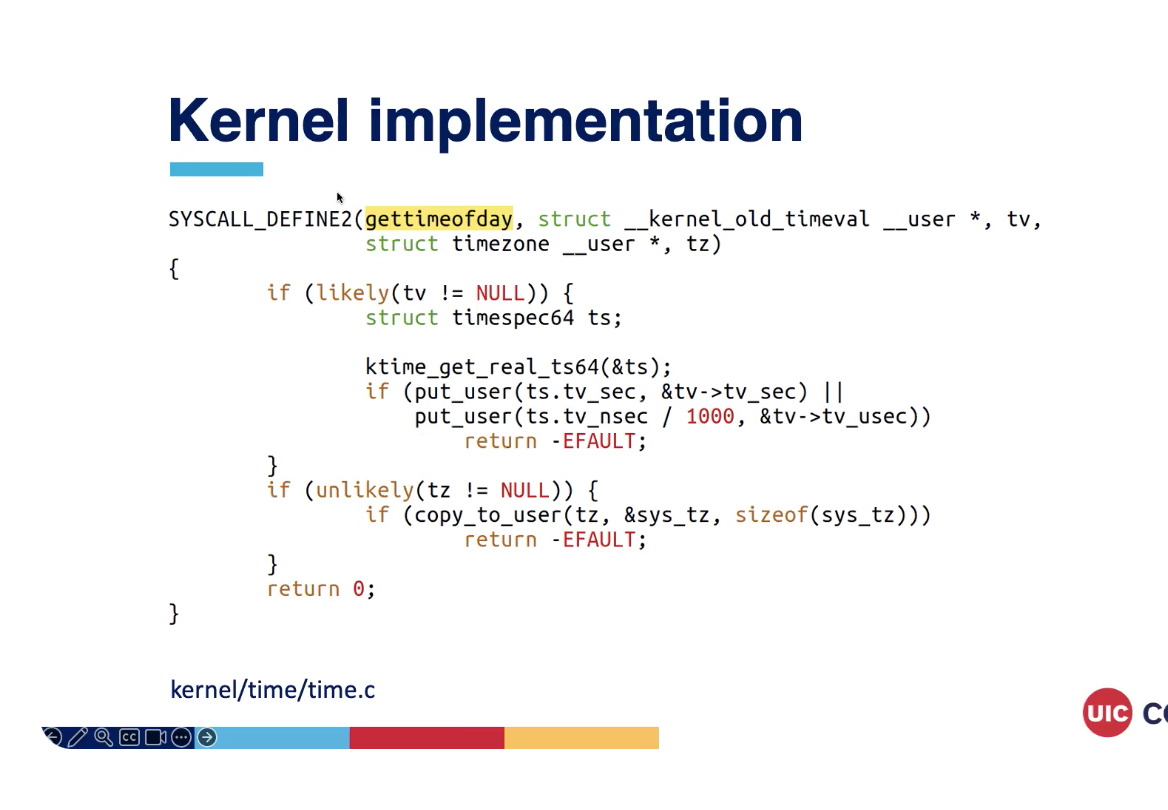 Kernel implementation
SYSCALL_DEFINE2(gettimeofday, struct __kernel_old_timeval __user *, tv,
                struct timezone __user *, tz)
{
        if (likely(tv != NULL)) {
                struct timespec64 ts;

                ktime_get_real_ts64(&ts);
                if (put_user(ts.tv_sec, &tv->tv_sec) ||
                    put_user(ts.tv_nsec / 1000, &tv->tv_usec))
                        return -EFAULT;
        }
        if (unlikely(tz != NULL)) {
                if (copy_to_user(tz, &sys_tz, sizeof(sys_tz)))
                        return -EFAULT;
        }
        return 0;
}
kernel/time/time.c
UIC
CC